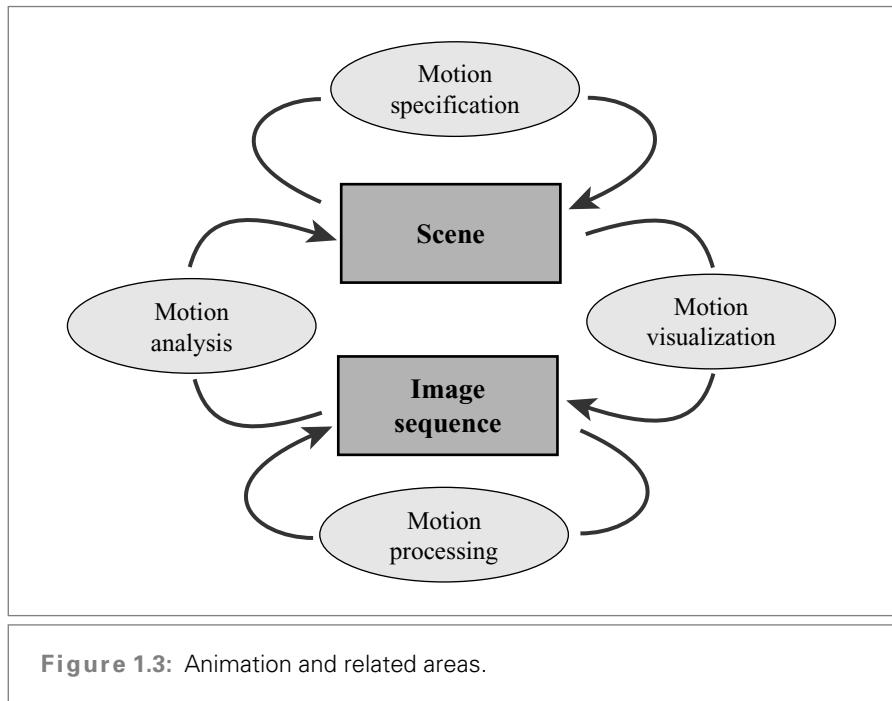 Motion
specification
Scene
Motion
analysis
Motion
visualization
Image
sequence
Motion
processing
Figure 1.3: Animation and related areas.